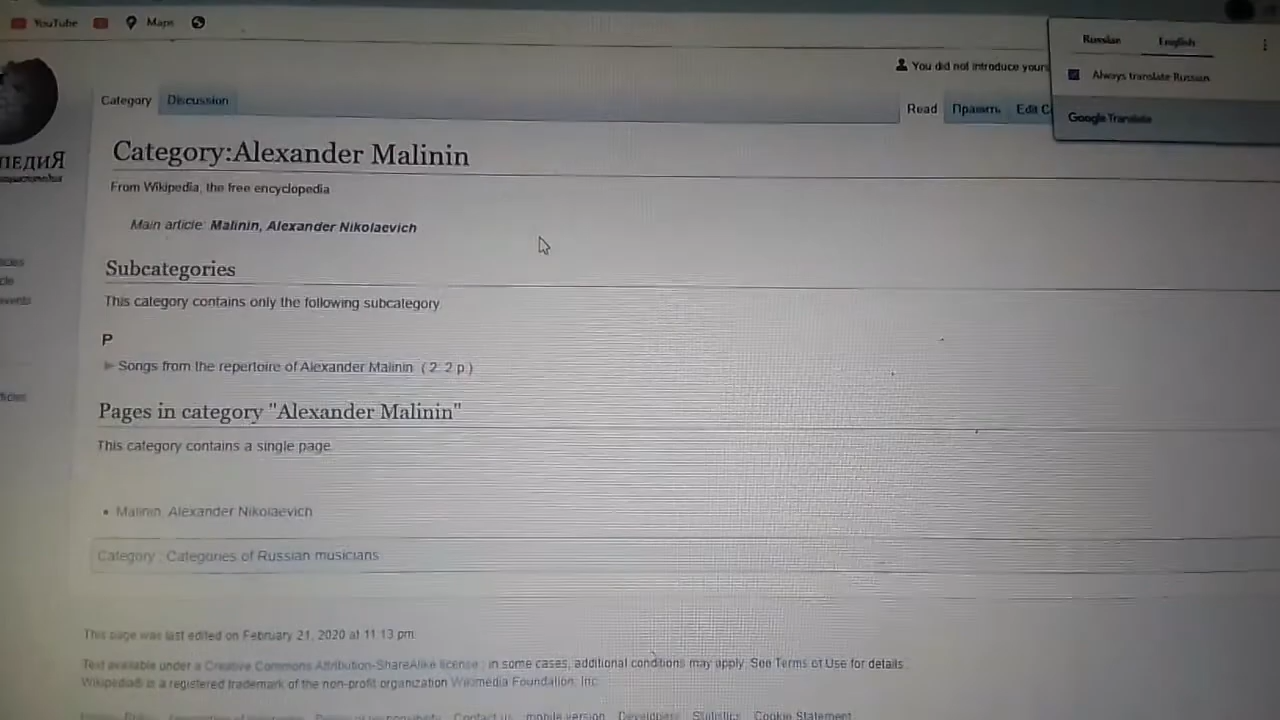 YouTube Maps
Russian English
You did not introduce yours
Always translate Russian
Category Discussion
Read Править Edit C
Google Translate
ПЕДИЯ
Category:Alexander Malinin
From Wikipedia, the free encyclopedia
Main article: Malinin, Alexander Nikolaevich
Subcategories
This category contains only the following subcategory.
P
Songs from the repertoire of Alexander Malinin (2: 2 p.)
Pages in category "Alexander Malinin"
This category contains a single page.
Malinin, Alexander Nikolaevich
Category: Categories of Russian musicians
This page was last edited on February 21, 2020 at 11:13 pm.
Text available under a Creative Commons Attribution-ShareAlike license; in some cases, additional conditions may apply. See Terms of Use for details.
Wikipedia® is a registered trademark of the non-profit organization Wikimedia Foundation, Inc.
Contact us mobile version Developers Statistics Cookie Statement